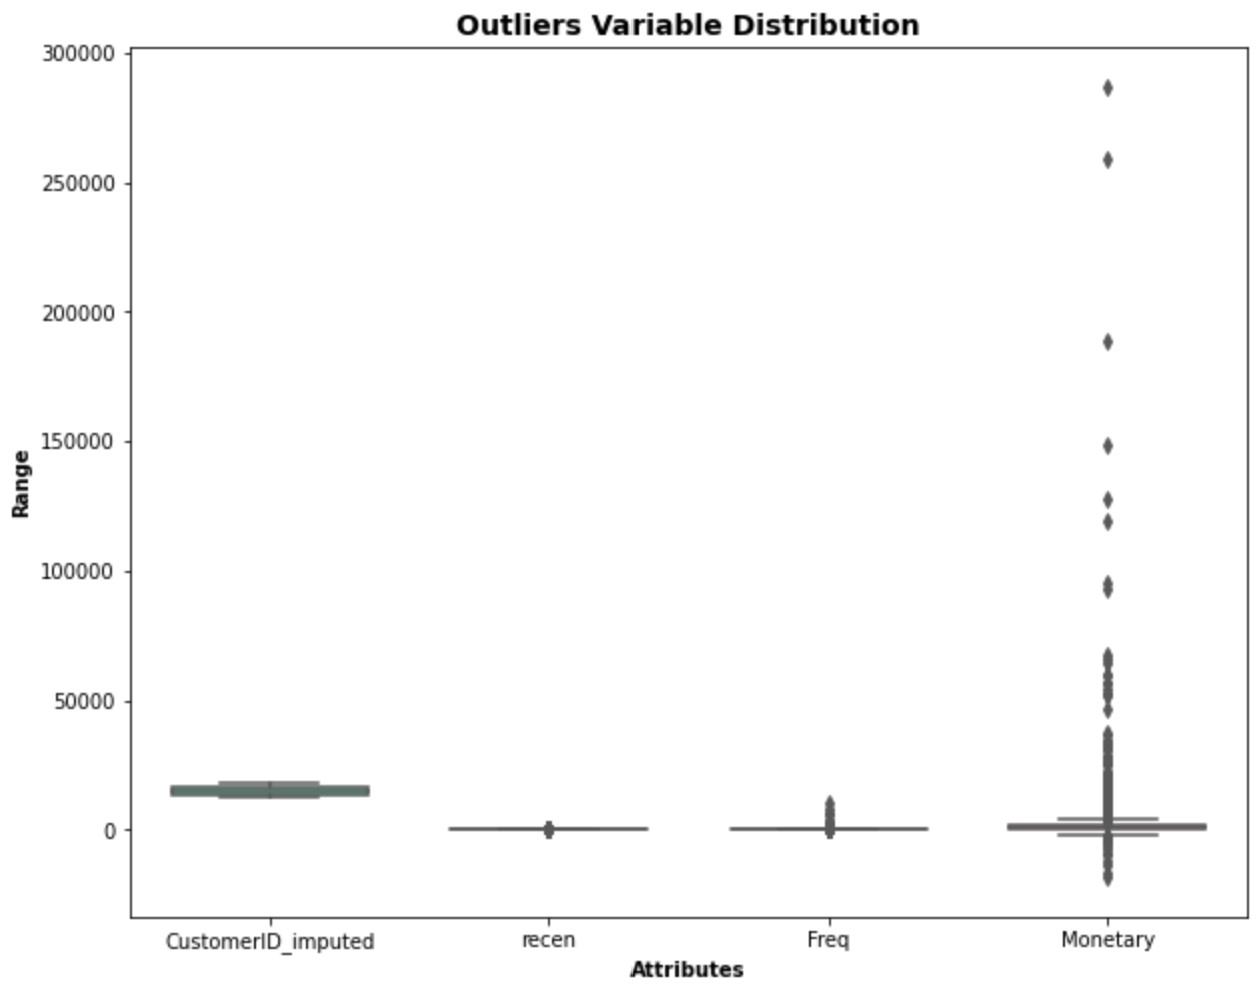 Outliers Variable Distribution
300000
250000
200000
150000
100000
50000
0
Range
CustomerID_imputed recen Freq Monetary
Attributes